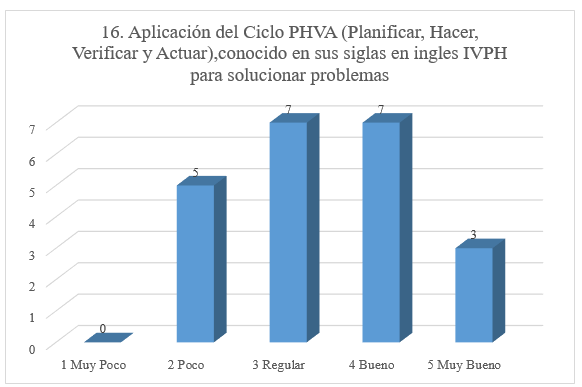 16. Aplicación del Ciclo PHVA (Planificar, Hacer,
Verificar y Actuar),conocido en sus siglas en ingles IVPH
para solucionar problemas
7
6
5
4
3
2
1
0
0
5
7
7
3
1 Muy Poco
2 Poco
3 Regular
4 Bueno
5 Muy Bueno